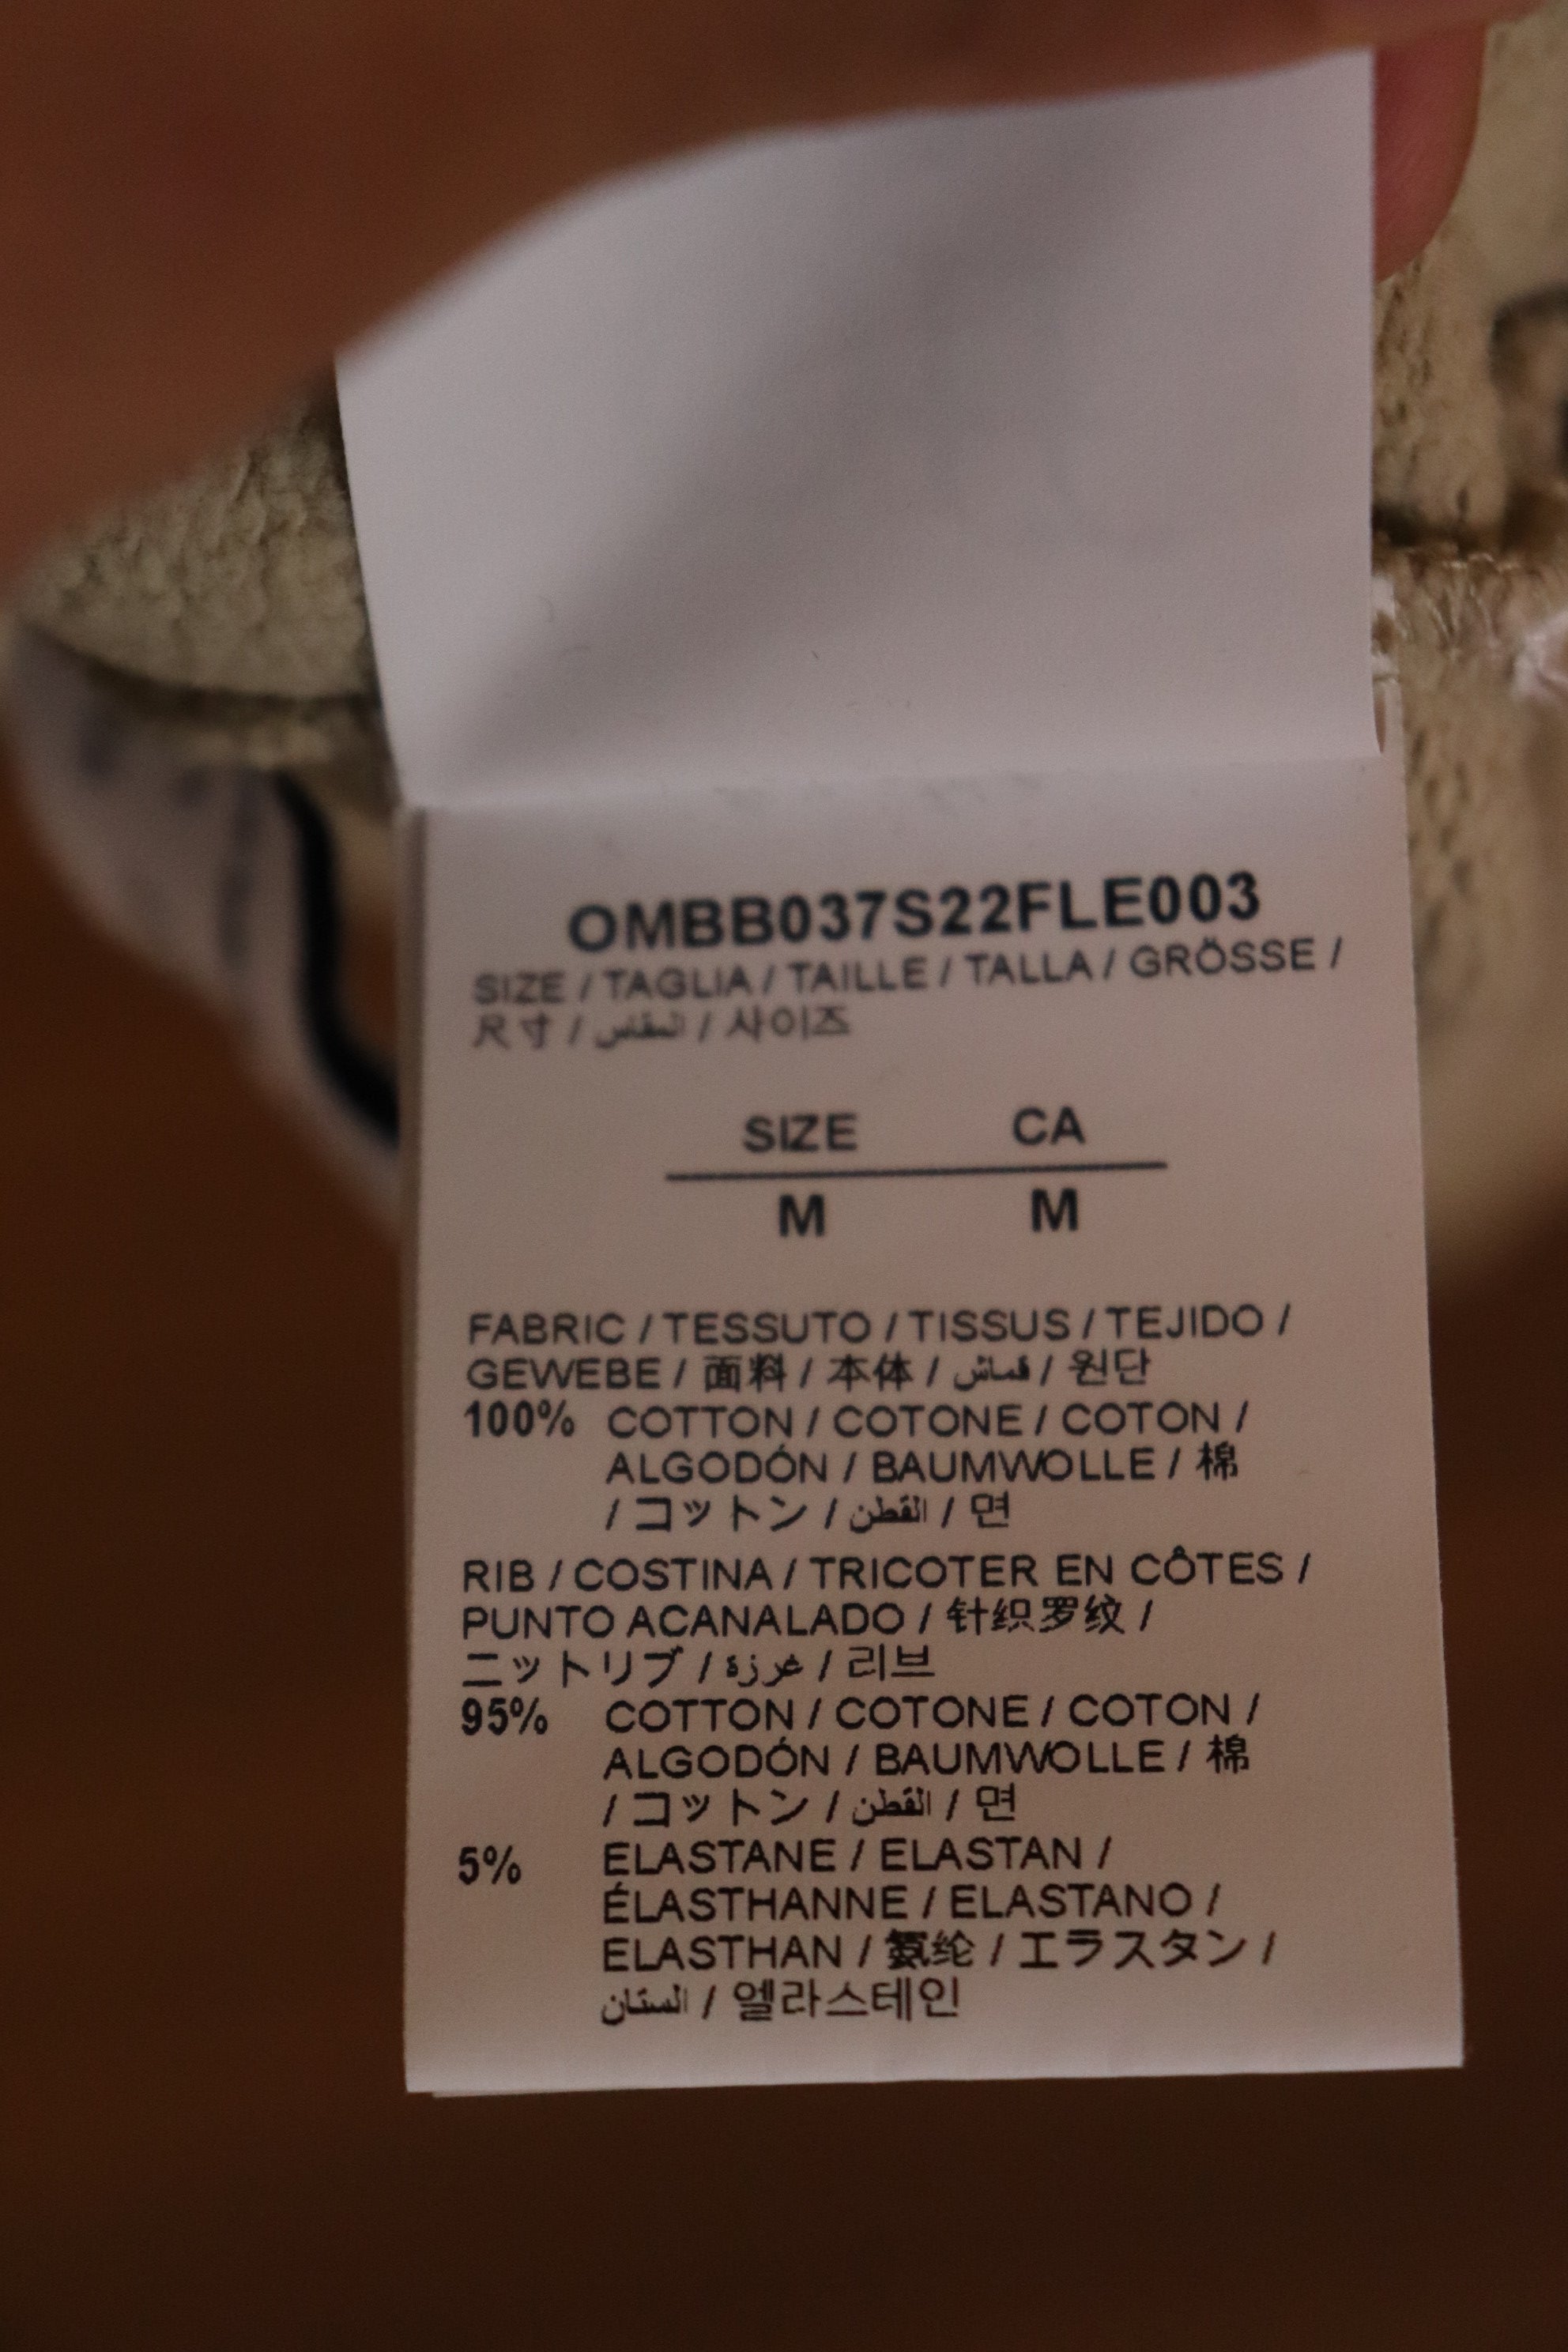 OMBB037S22FLE003
SIZE / TAGLIA / TAILLE / TALLA / GRÖSSE /
尺寸 / المقاس / 사이즈
SIZE CA
M M
FABRIC / TESSUTO / TISSUS / TEJIDO /
GEWEBE / 面料 / 本体 / قماش / 원단
100% COTTON / COTONE / COTON /
ALGODÓN / BAUMWOLLE / 棉
/ コットン / القطن / 면
RIB / COSTINA / TRICOTER EN CÔTES /
PUNTO ACANALADO / 针织罗纹 /
ニットリブ / غرزة / 리브
95% COTTON / COTONE / COTON /
ALGODÓN / BAUMWOLLE / 棉
/ コットン / القطن / 면
5% ELASTANE / ELASTAN /
ÉLASTHANNE / ELASTANO /
ELASTHAN / 氨纶 / エラスタン /
الستان / 엘라스테인